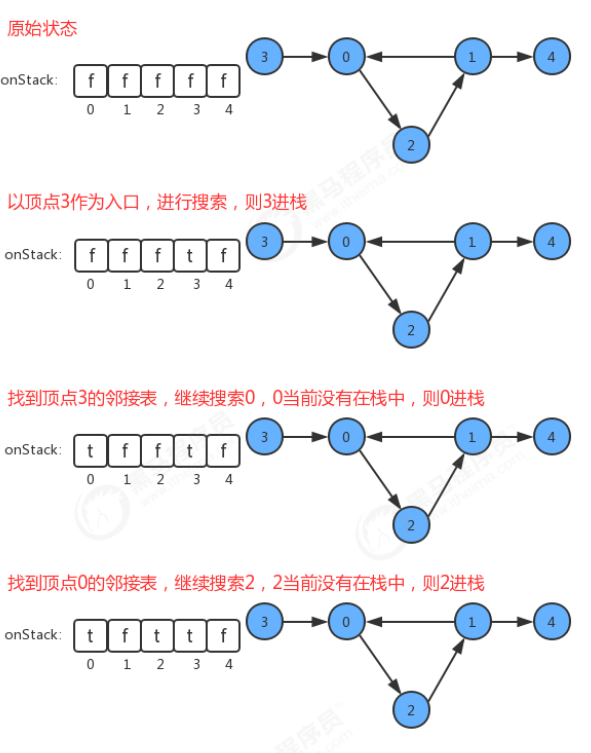 原始状态
3 0 1 4
onStack: f f f f f
0 1 2 3 4
2
以顶点3作为入口，进行搜索，则3进栈
3 0 1 4
onStack: f f f t f
0 1 2 3 4
2
找到顶点3的邻接表，继续搜索0，0当前没有在栈中，则0进栈
3 0 1 4
onStack: t f f t f
0 1 2 3 4
2
找到顶点0的邻接表，继续搜索2，2当前没有在栈中，则2进栈
3 0 1 4
onStack: t f t t f
0 1 2 3 4
2